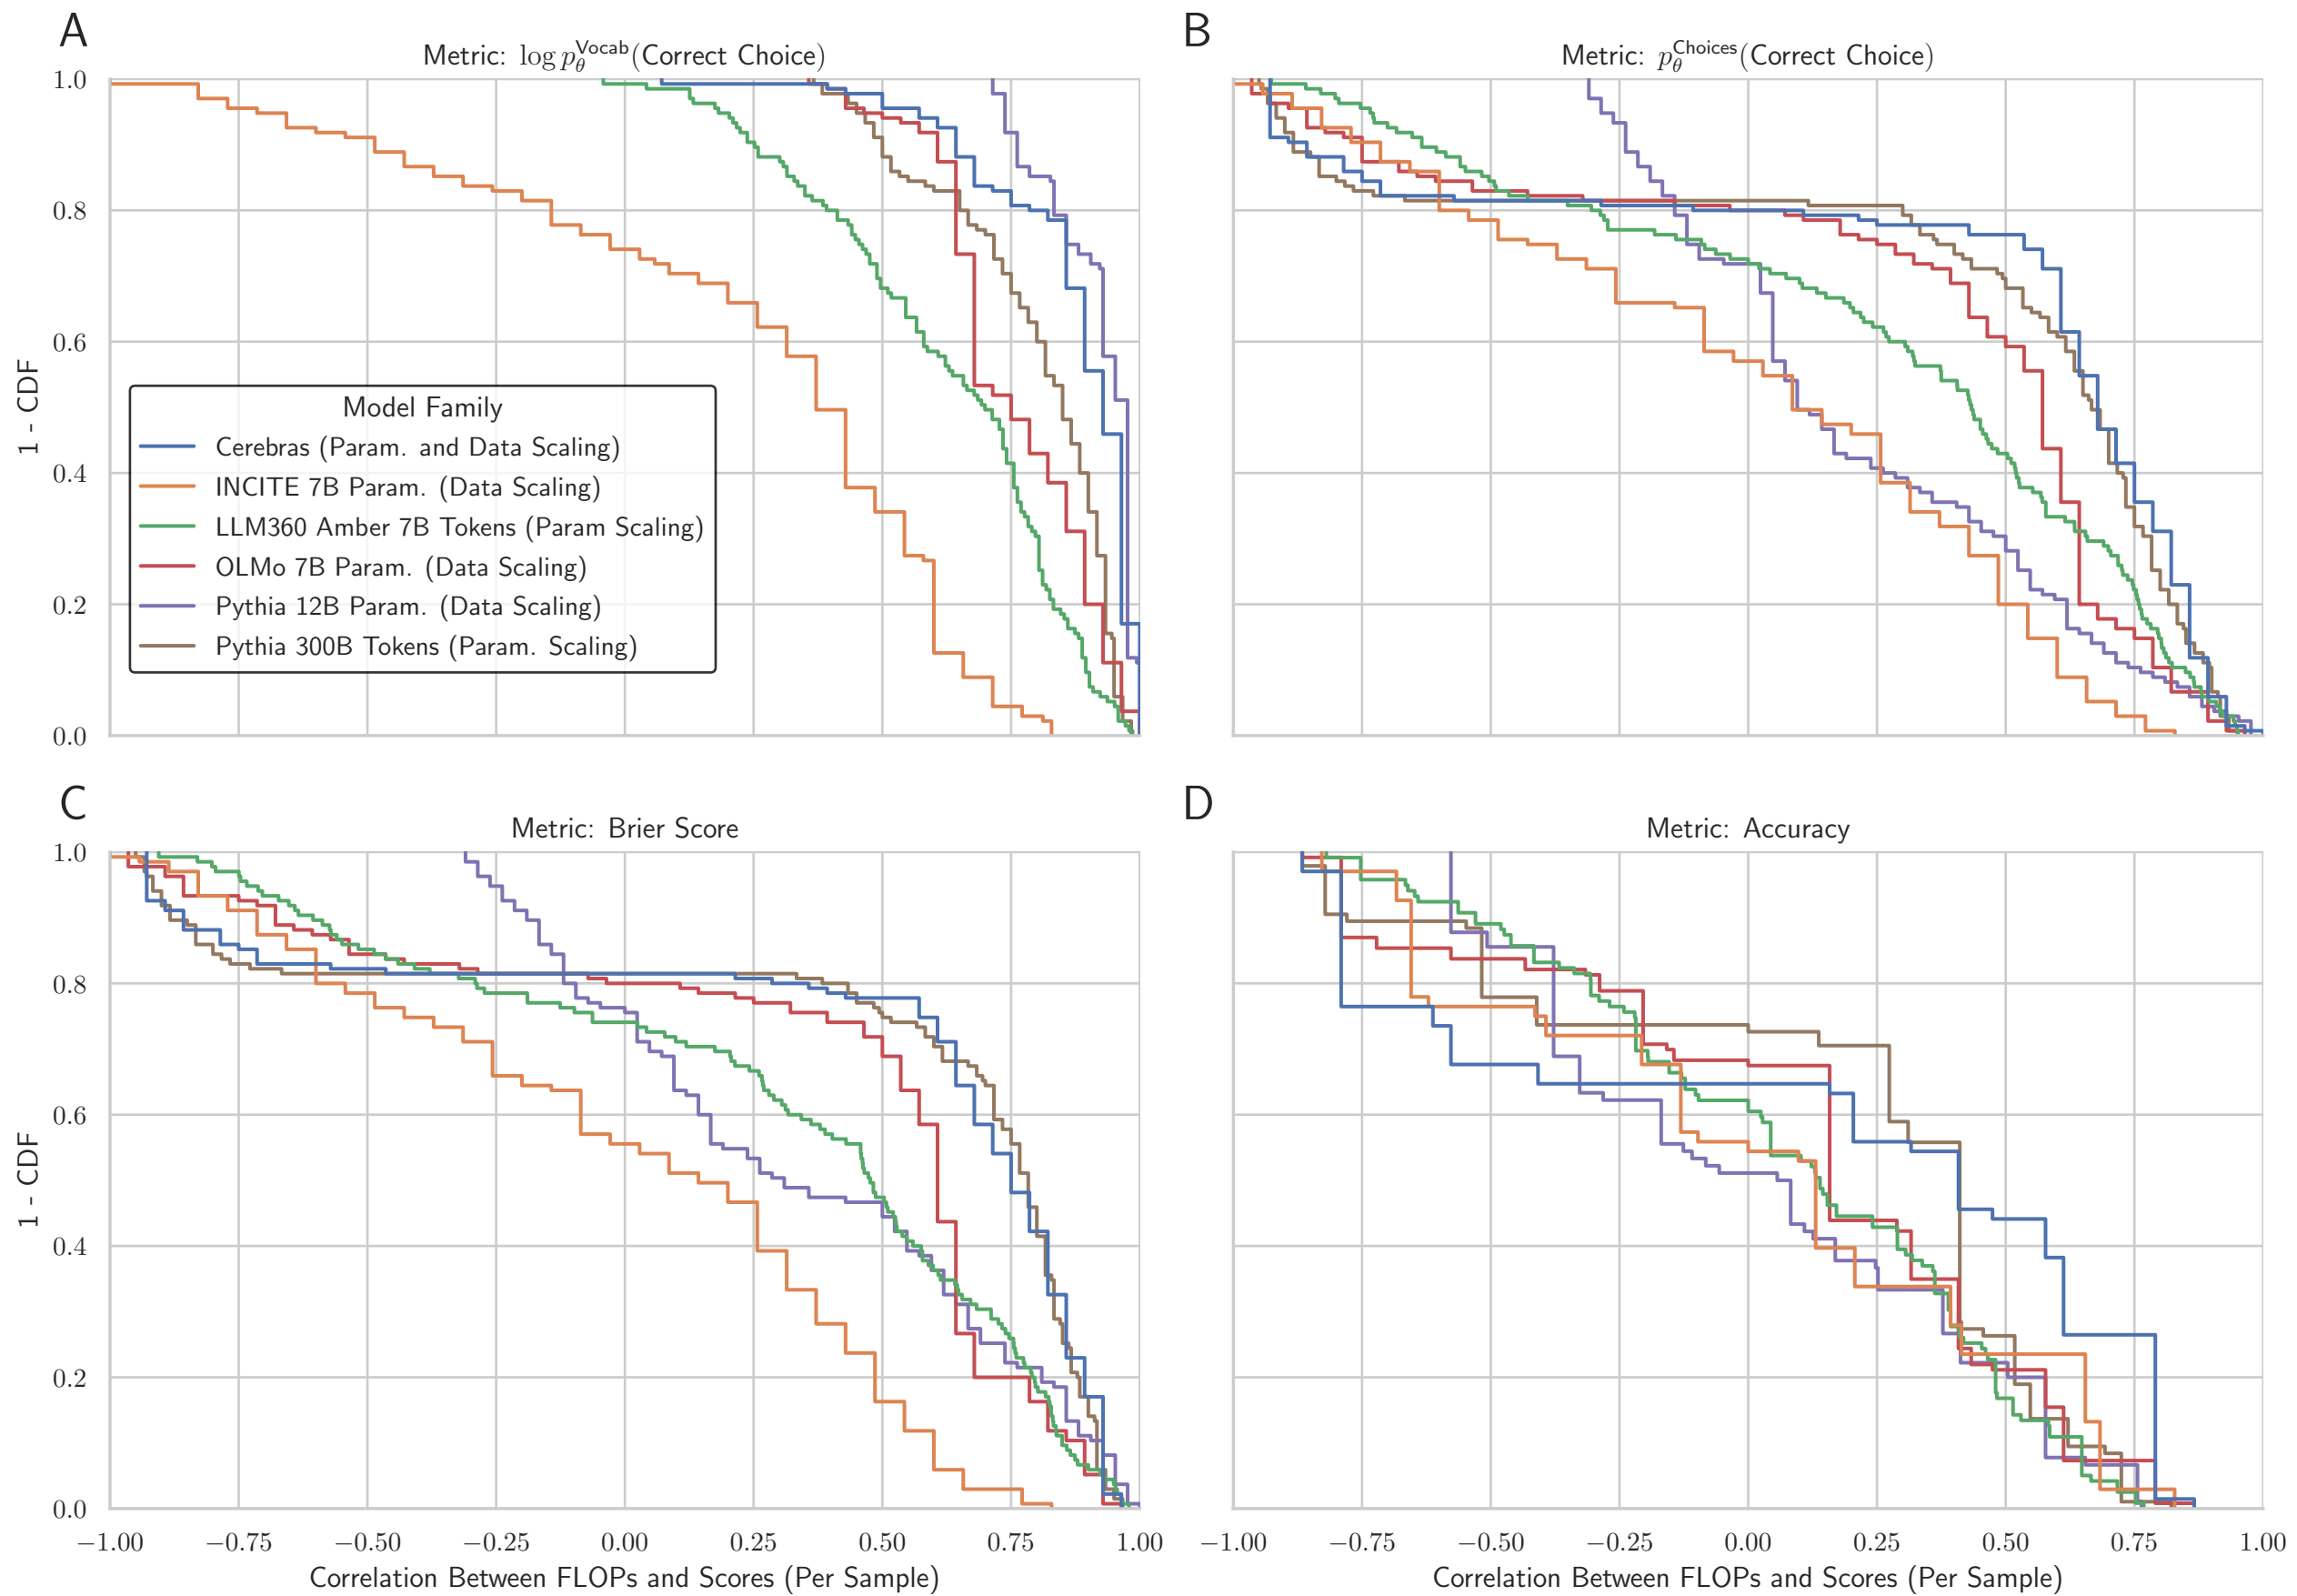 A
Metric: log p_θ^Vocab(Correct Choice)
1.0
0.8
0.6
0.4
0.2
0.0
1 - CDF
Model Family
Cerebras (Param. and Data Scaling)
INCITE 7B Param. (Data Scaling)
LLM360 Amber 7B Tokens (Param Scaling)
OLMo 7B Param. (Data Scaling)
Pythia 12B Param. (Data Scaling)
Pythia 300B Tokens (Param. Scaling)
B
Metric: p_θ^Choices(Correct Choice)
C
Metric: Brier Score
1.0
0.8
0.6
0.4
0.2
0.0
1 - CDF
−1.00 −0.75 −0.50 −0.25 0.00 0.25 0.50 0.75 1.00
Correlation Between FLOPs and Scores (Per Sample)
D
Metric: Accuracy
−1.00 −0.75 −0.50 −0.25 0.00 0.25 0.50 0.75 1.00
Correlation Between FLOPs and Scores (Per Sample)